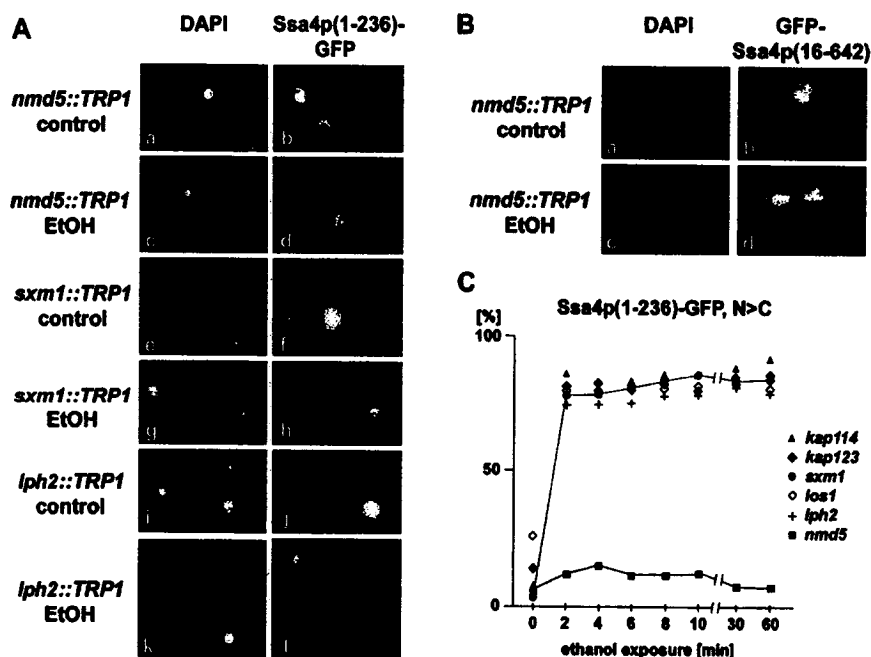 A
DAPI
Ssa4p(1-236)-
GFP
nmd5::TRP1
control
a
b
nmd5::TRP1
EtOH
c
d
sxm1::TRP1
control
e
f
sxm1::TRP1
EtOH
g
h
lph2::TRP1
control
i
j
lph2::TRP1
EtOH
k
l
B
DAPI
GFP-
Ssa4p(16-642)
nmd5::TRP1
control
a
b
nmd5::TRP1
EtOH
c
d
C
Ssa4p(1-236)-GFP, N>C
[%]
100
50
0
0 2 4 6 8 10 30 60
ethanol exposure [min]
kap114
kap123
sxm1
los1
lph2
nmd5